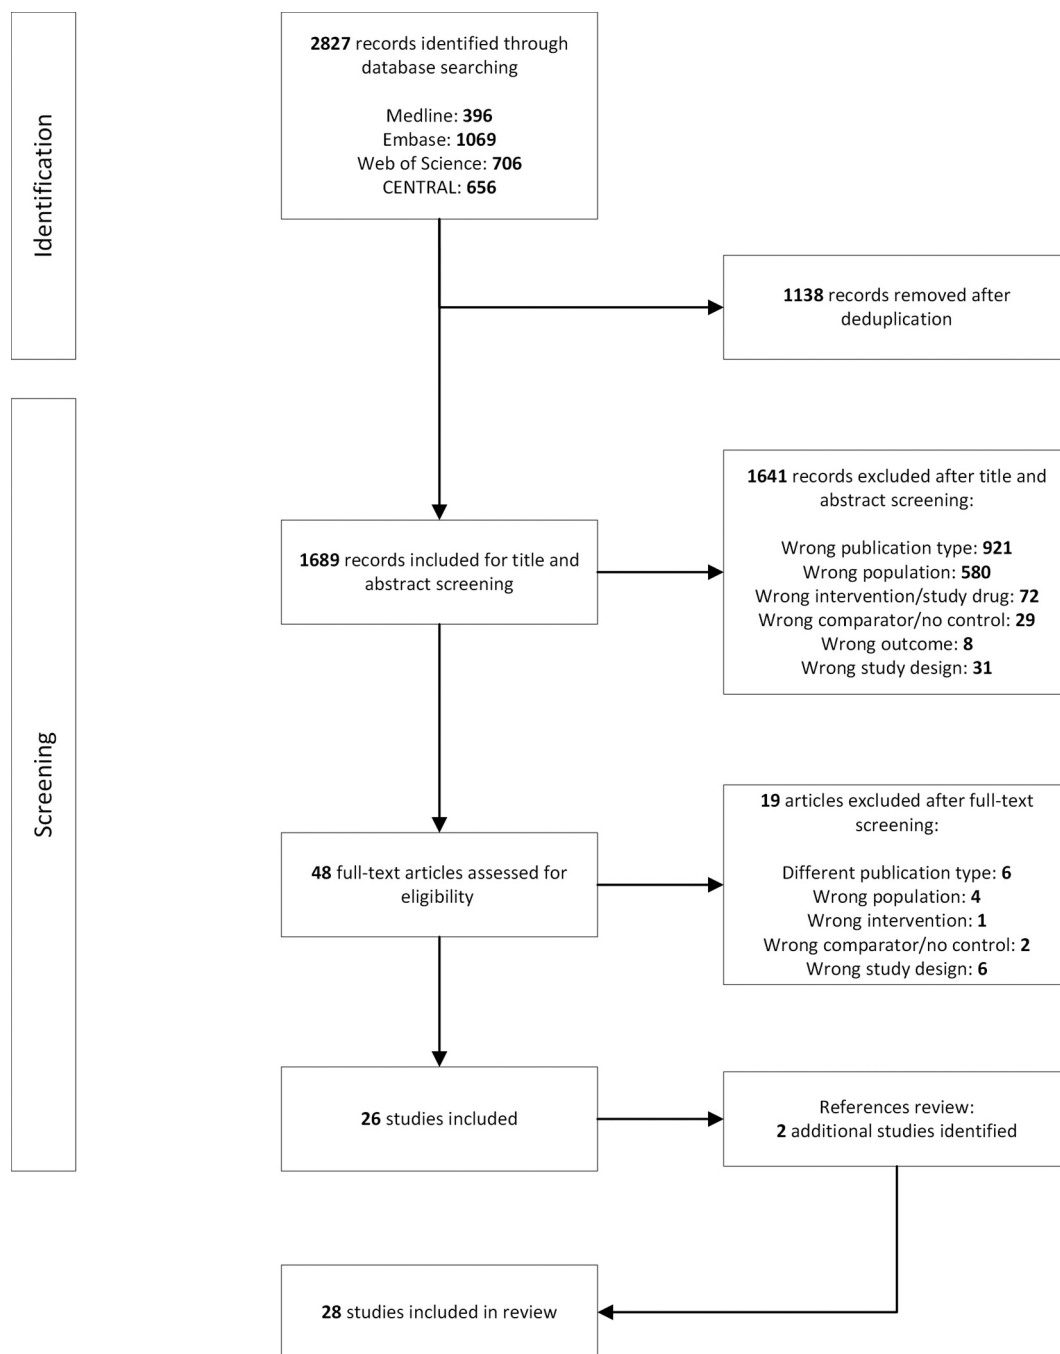 Identification
2827 records identified through
database searching
Medline: 396
Embase: 1069
Web of Science: 706
CENTRAL: 656
1138 records removed after
deduplication
Screening
1689 records included for title and
abstract screening
1641 records excluded after title and
abstract screening:
Wrong publication type: 921
Wrong population: 580
Wrong intervention/study drug: 72
Wrong comparator/no control: 29
Wrong outcome: 8
Wrong study design: 31
48 full-text articles assessed for
eligibility
19 articles excluded after full-text
screening:
Different publication type: 6
Wrong population: 4
Wrong intervention: 1
Wrong comparator/no control: 2
Wrong study design: 6
26 studies included
References review:
2 additional studies identified
28 studies included in review